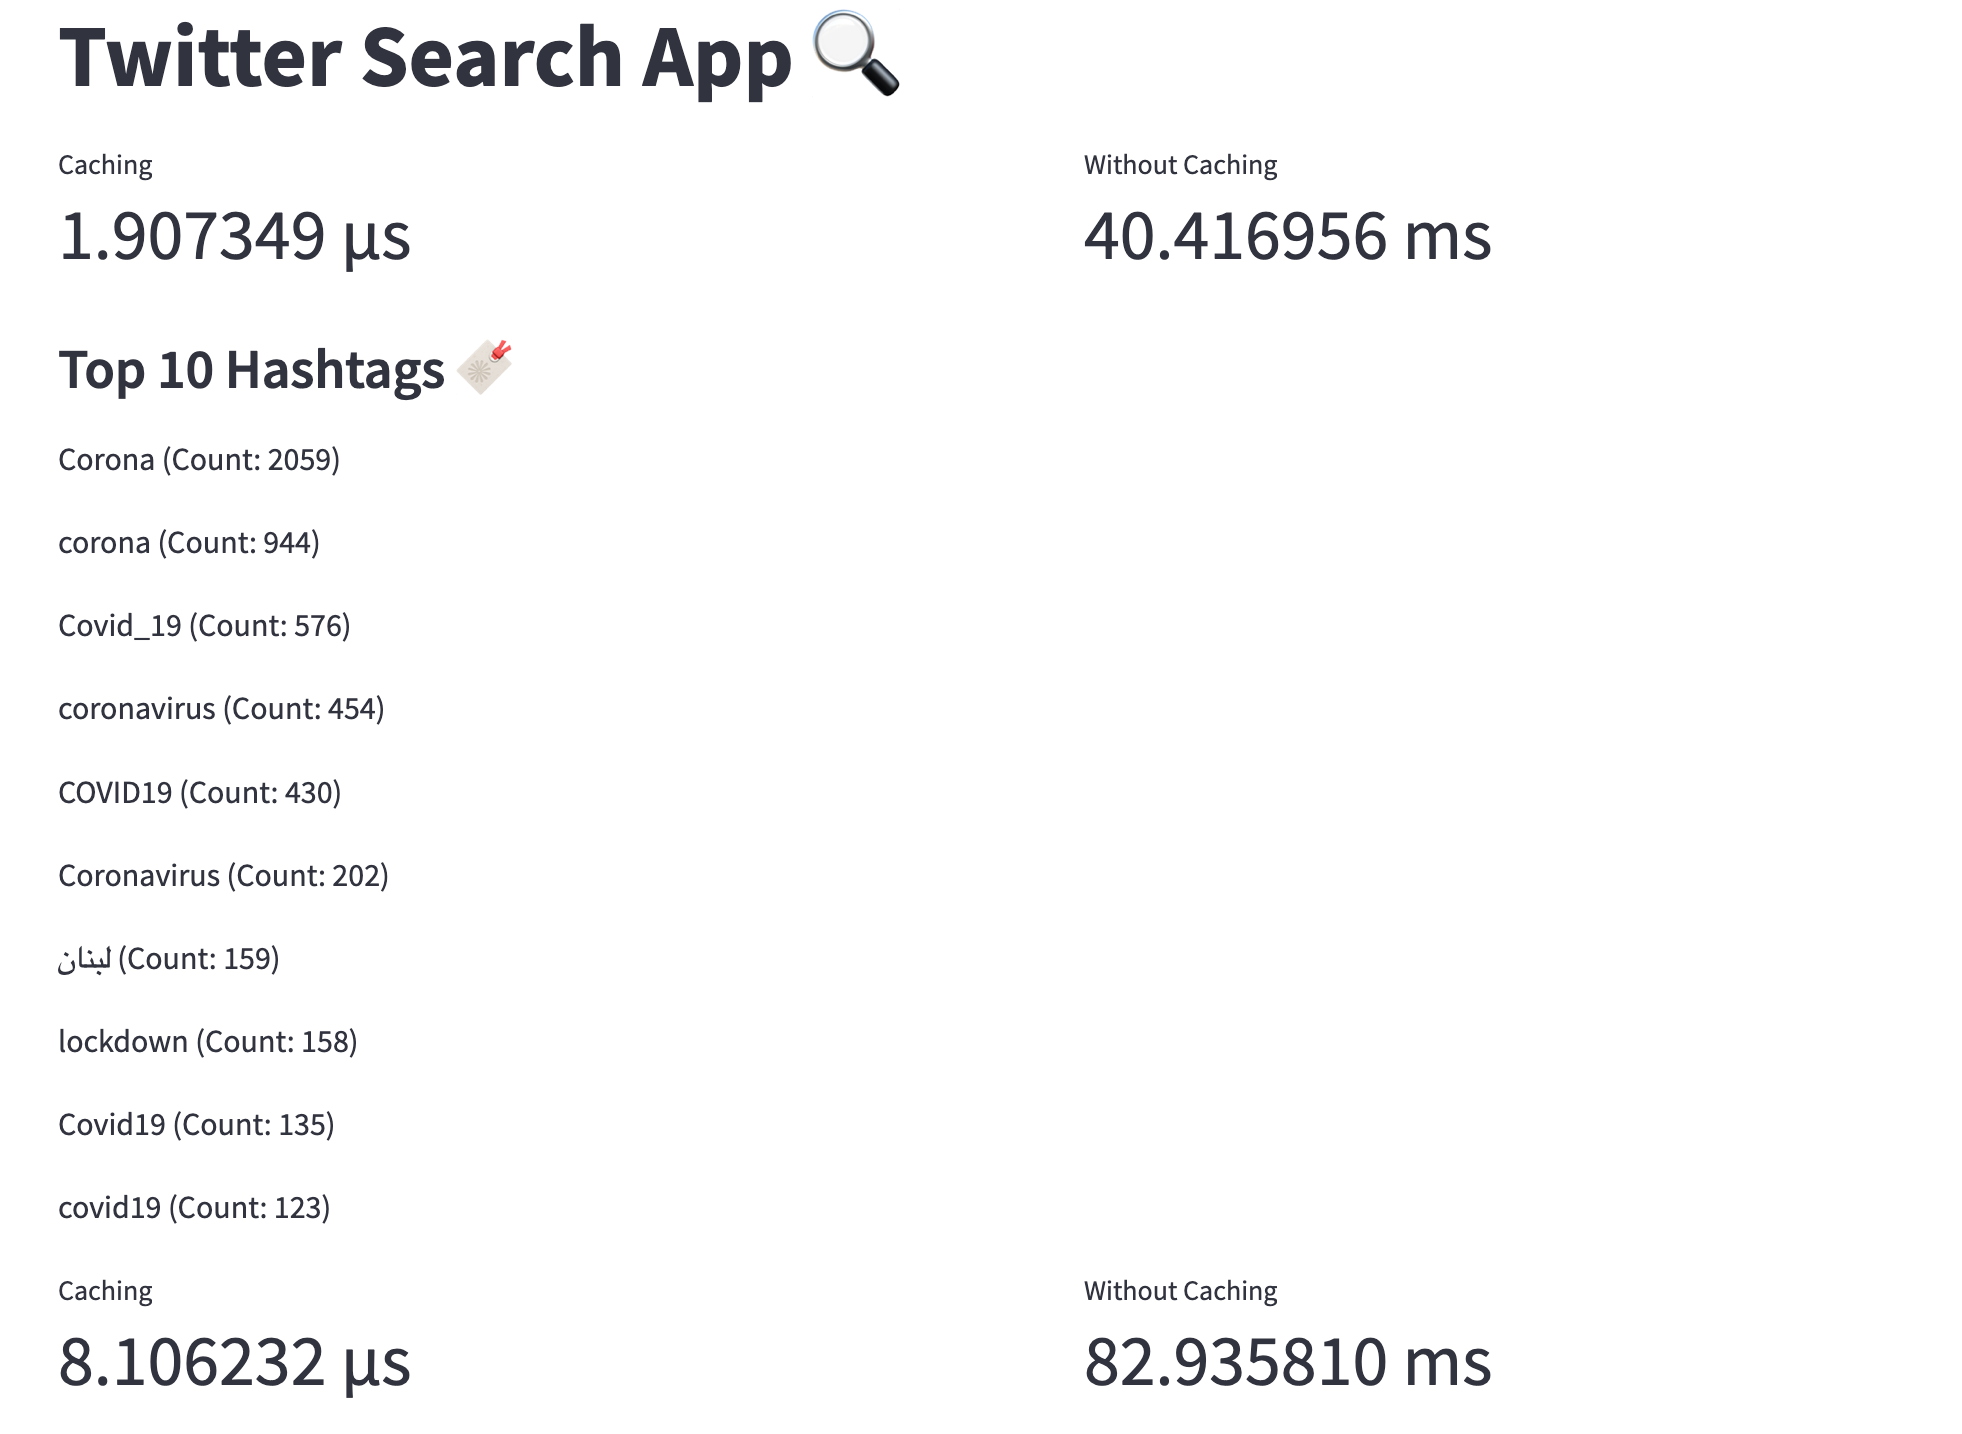 Twitter Search App 🔍
Caching
1.907349 µs
Without Caching
40.416956 ms
Top 10 Hashtags 🏷️
Corona (Count: 2059)
corona (Count: 944)
Covid_19 (Count: 576)
coronavirus (Count: 454)
COVID19 (Count: 430)
Coronavirus (Count: 202)
لبنان (Count: 159)
lockdown (Count: 158)
Covid19 (Count: 135)
covid19 (Count: 123)
Caching
8.106232 µs
Without Caching
82.935810 ms